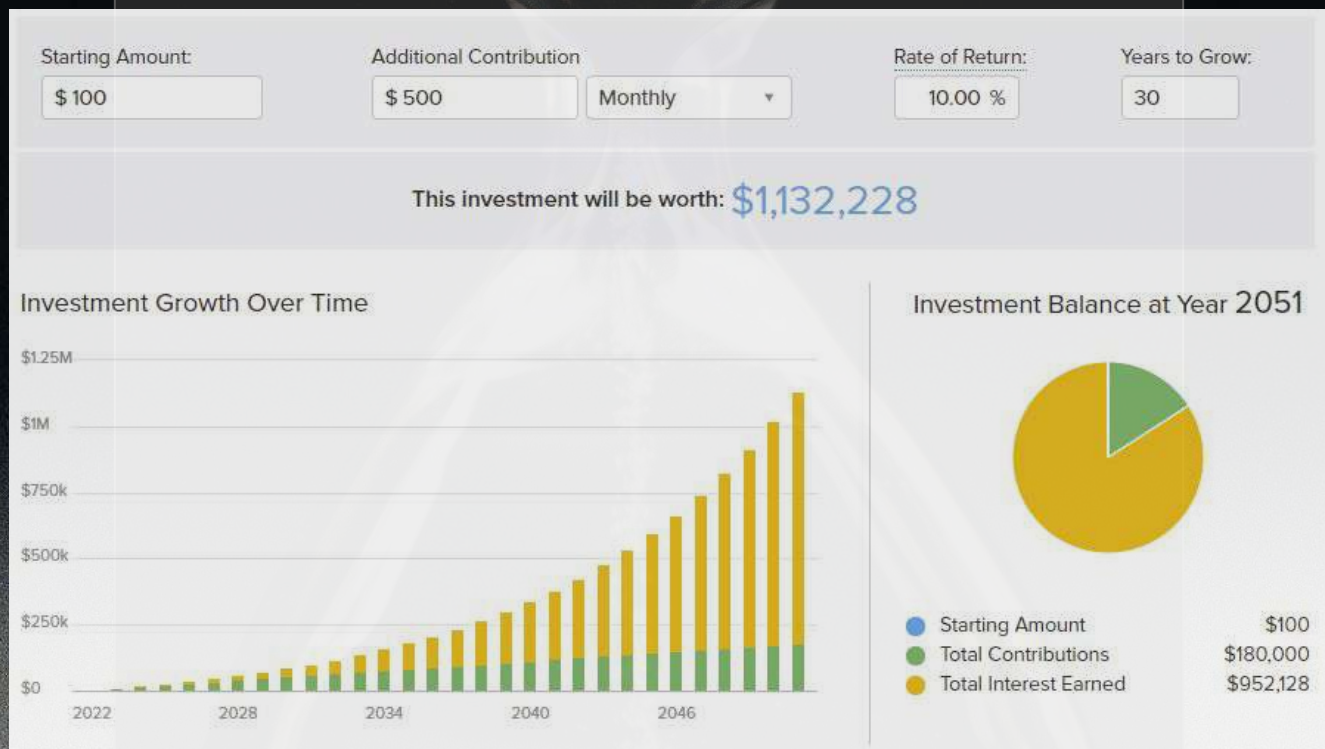 Starting Amount:
Additional Contribution
Rate of Return:
Years to Grow:
$ 100
$ 500
Monthly
10.00 %
30
This investment will be worth: $1,132,228
Investment Growth Over Time
$1.25M
$1M
$750k
$500k
$250k
$0
2022 2028 2034 2040 2046
Investment Balance at Year 2051
Starting Amount $100
Total Contributions $180,000
Total Interest Earned $952,128